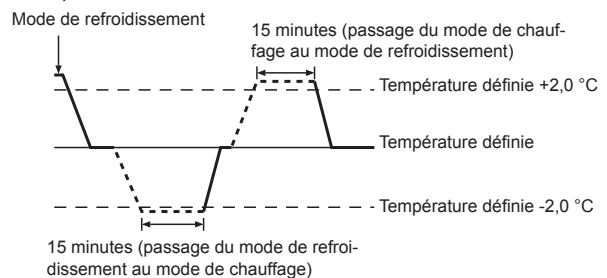 Mode de refroidissement
15 minutes (passage du mode de chauf-
fage au mode de refroidissement)
Température définie +2,0 °C
Température définie
Température définie -2,0 °C
15 minutes (passage du mode de refroi-
dissement au mode de chauffage)